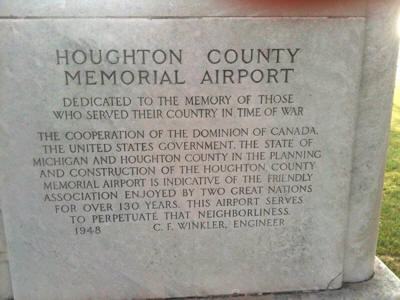 HOUGHTON COUNTY
MEMORIAL AIRPORT
DEDICATED TO THE MEMORY OF THOSE
WHO SERVED THEIR COUNTRY IN TIME OF WAR
THE COOPERATION OF THE DOMINION OF CANADA,
THE UNITED STATES GOVERNMENT, THE STATE OF
MICHIGAN AND HOUGHTON COUNTY IN THE PLANNING
AND CONSTRUCTION OF THE HOUGHTON, COUNTY
MEMORIAL AIRPORT IS INDICATIVE OF THE FRIENDLY
ASSOCIATION ENJOYED BY TWO GREAT NATIONS
FOR OVER 130 YEARS. THIS AIRPORT SERVES
TO PERPETUATE THAT NEIGHBORLINESS.
1948 C. F. WINKLER, ENGINEER